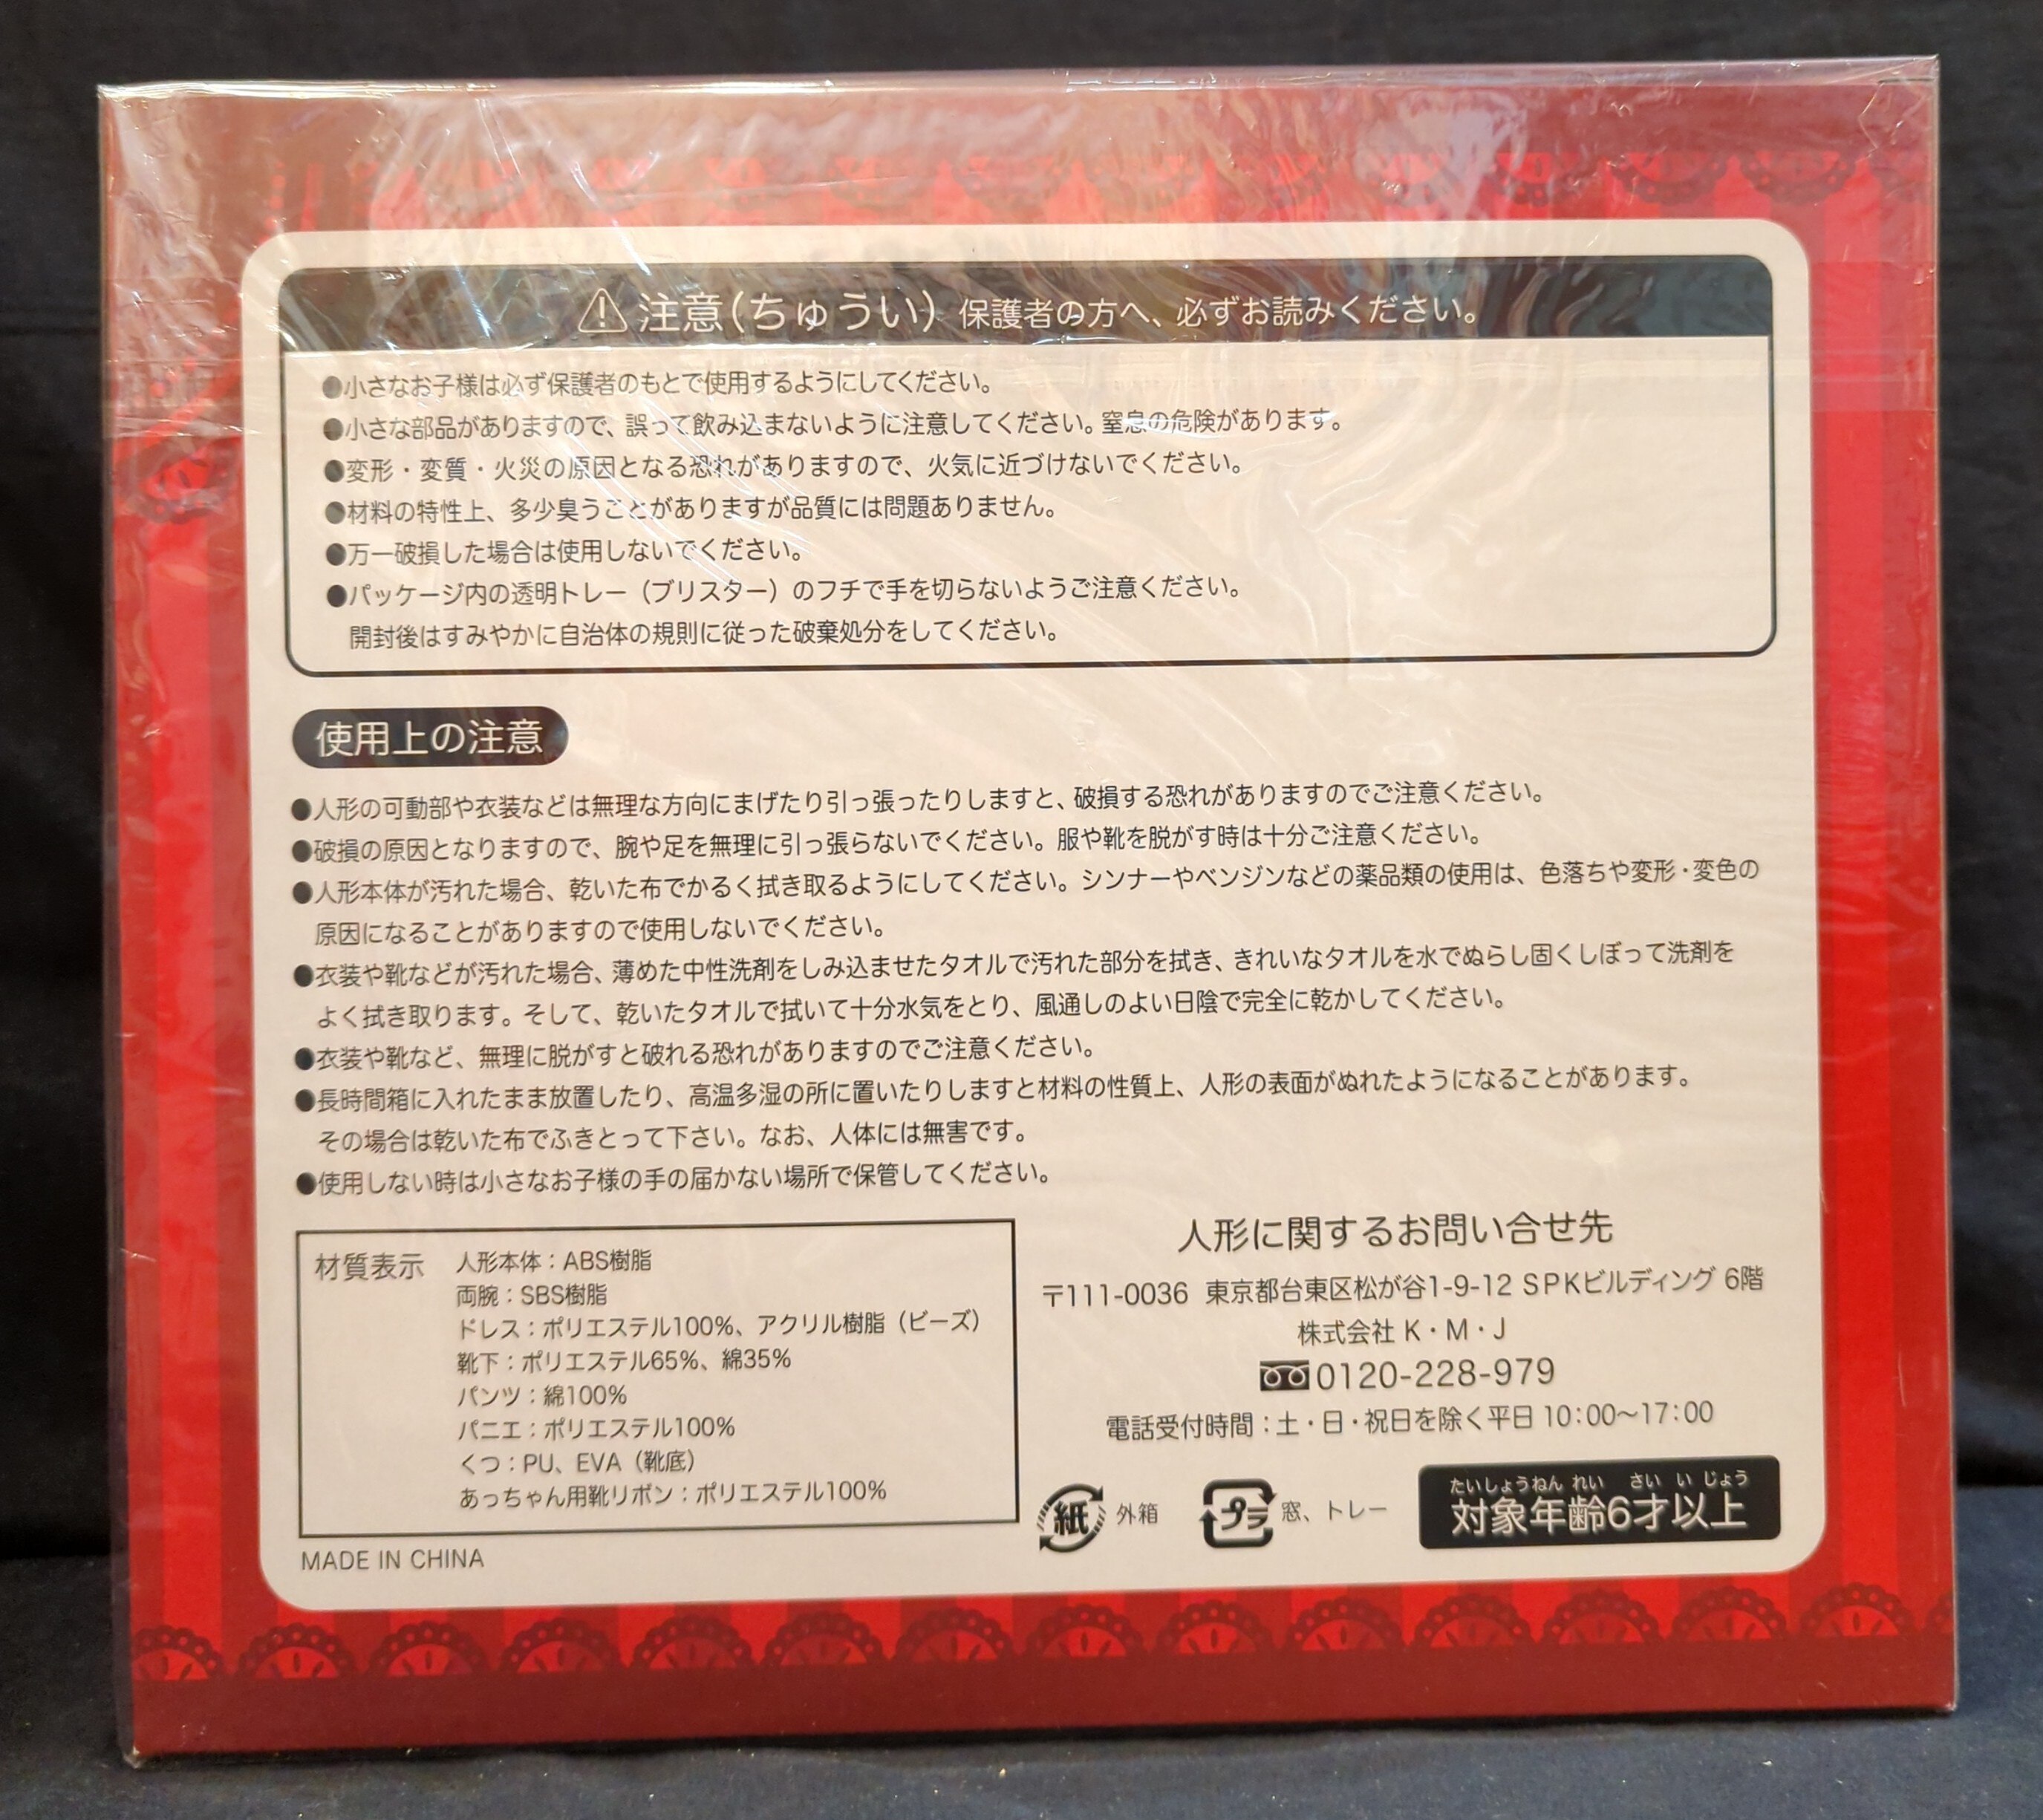 ⚠注意(ちゅうい) 保護者の方へ、必ずお読みください。
●小さなお子様は必ず保護者のもとで使用するようにしてください。
●小さな部品がありますので、誤って飲み込まないように注意してください。窒息の危険があります。
●変形・変質・火災の原因となる恐れがありますので、火気に近づけないでください。
●材料の特性上、多少臭うことがありますが品質には問題ありません。
●万一破損した場合は使用しないでください。
●パッケージ内の透明トレー（ブリスター）のフチで手を切らないようご注意ください。
開封後はすみやかに自治体の規則に従った破棄処分をしてください。
使用上の注意
●人形の可動部や衣装などは無理な方向にまげたり引っ張ったりしますと、破損する恐れがありますのでご注意ください。
●破損の原因となりますので、腕や足を無理に引っ張らないでください。服や靴を脱がす時は十分ご注意ください。
●人形本体が汚れた場合、乾いた布でかるく拭き取るようにしてください。シンナーやベンジンなどの薬品類の使用は、色落ちや変形・変色の
原因になることがありますので使用しないでください。
●衣装や靴などが汚れた場合、薄めた中性洗剤をしみ込ませたタオルで汚れた部分を拭き、きれいなタオルを水でぬらし固くしぼって洗剤を
よく拭き取ります。そして、乾いたタオルで拭いて十分水気をとり、風通しのよい日陰で完全に乾かしてください。
●衣装や靴など、無理に脱がすと破れる恐れがありますのでご注意ください。
●長時間箱に入れたまま放置したり、高温多湿の所に置いたりしますと材料の性質上、人形の表面がぬれたようになることがあります。
その場合は乾いた布でふきとって下さい。なお、人体には無害です。
●使用しない時は小さなお子様の手の届かない場所で保管してください。
材質表示 人形本体：ABS樹脂
両腕：SBS樹脂
ドレス：ポリエステル100%、アクリル樹脂（ビーズ）
靴下：ポリエステル65%、綿35%
パンツ：綿100%
パニエ：ポリエステル100%
くつ：PU、EVA（靴底）
あっちゃん用靴リボン：ポリエステル100%
MADE IN CHINA
人形に関するお問い合せ先
〒111-0036 東京都台東区松が谷1-9-12 SPKビルディング 6階
株式会社 K・M・J
0120-228-979
電話受付時間：土・日・祝日を除く平日 10:00〜17:00
紙 外箱 プラ 窓、トレー
たいしょうねんれい さいいじょう
対象年齢6才以上